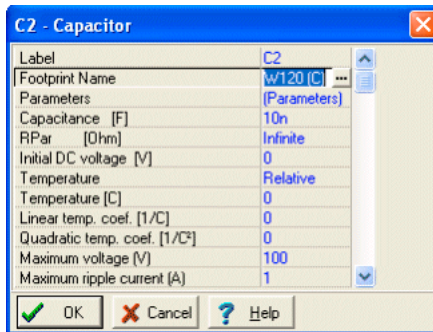 C2 - Capacitor
Label C2
Footprint Name W120 (C) ...
Parameters (Parameters)
Capacitance [F] 10n
RPar [Ohm] Infinite
Initial DC voltage [V] 0
Temperature Relative
Temperature [C] 0
Linear temp. coef. [1/C] 0
Quadratic temp. coef. [1/C²] 0
Maximum voltage (V) 100
Maximum ripple current (A) 1
OK Cancel ? Help